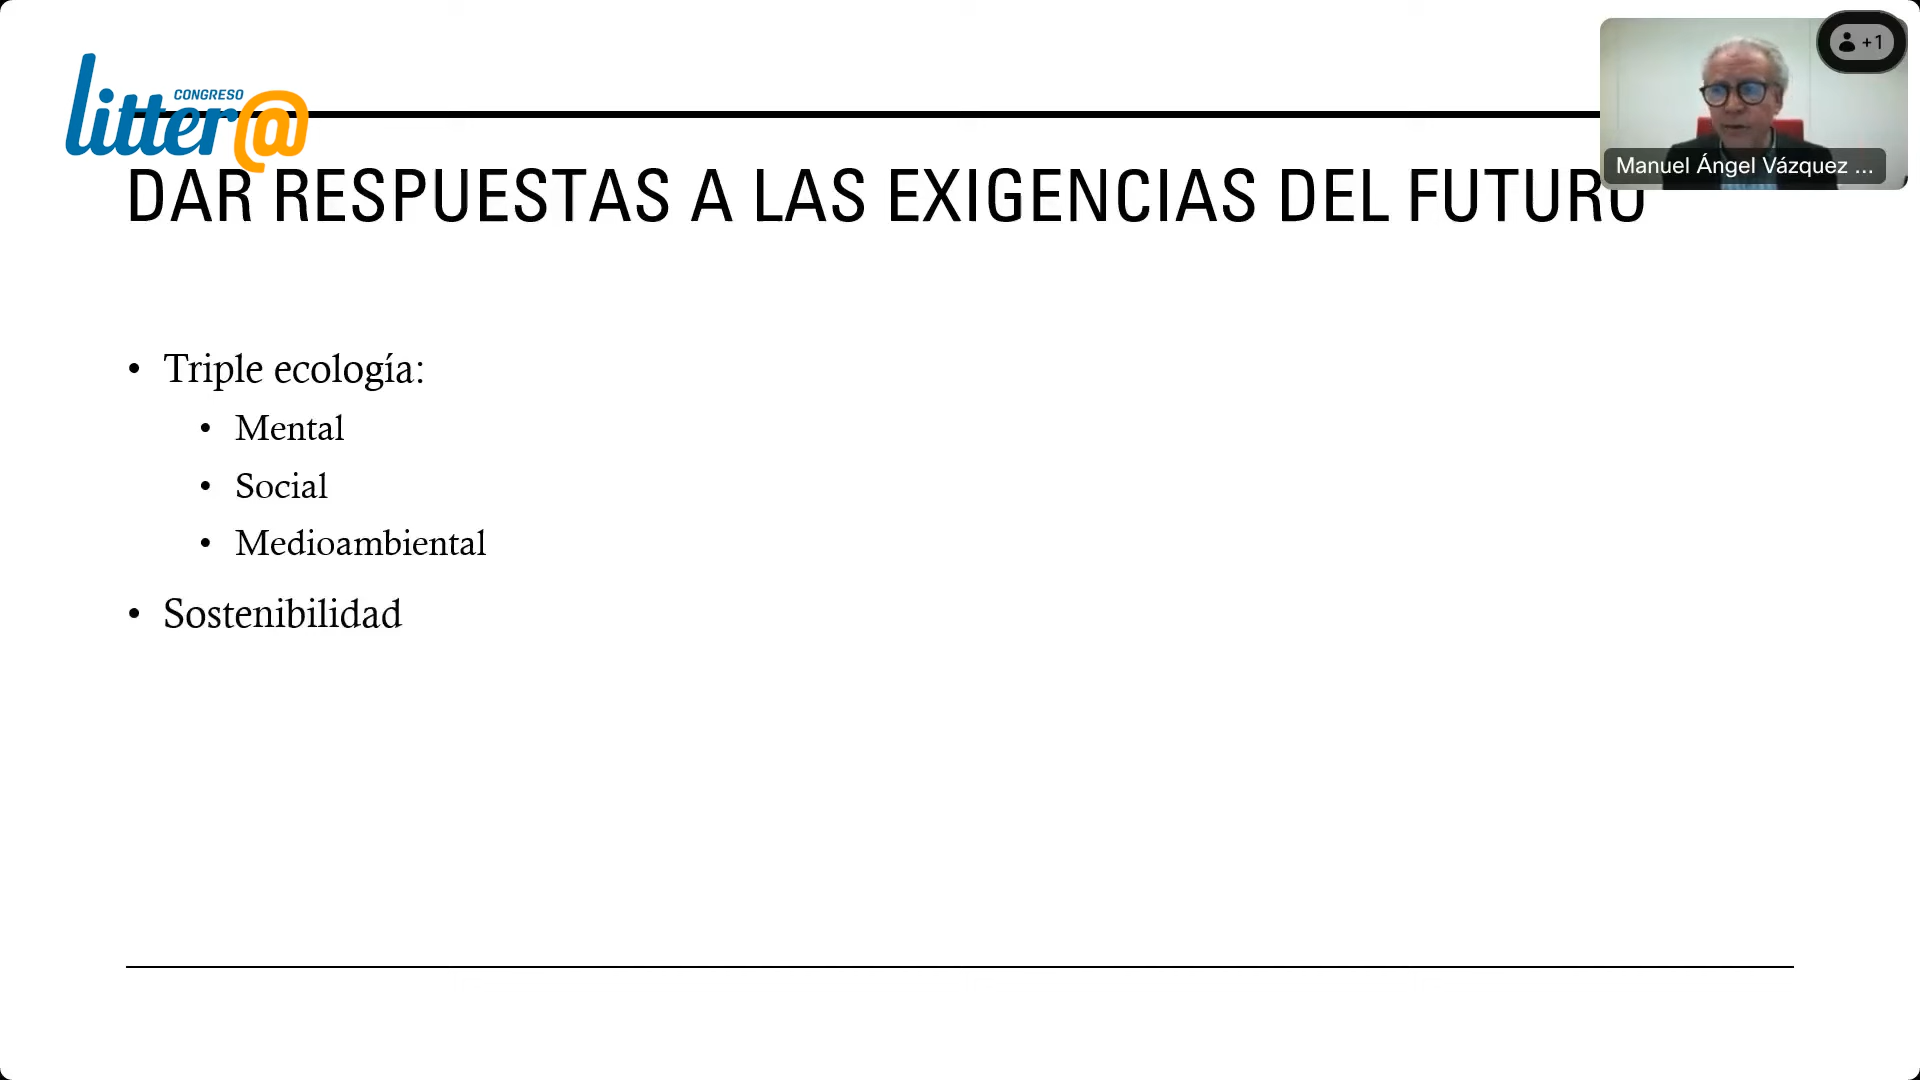 CONGRESO
litter@
+1
Manuel Ángel Vázquez ...
DAR RESPUESTAS A LAS EXIGENCIAS DEL FUTURO
• Triple ecología:
• Mental
• Social
• Medioambiental
• Sostenibilidad